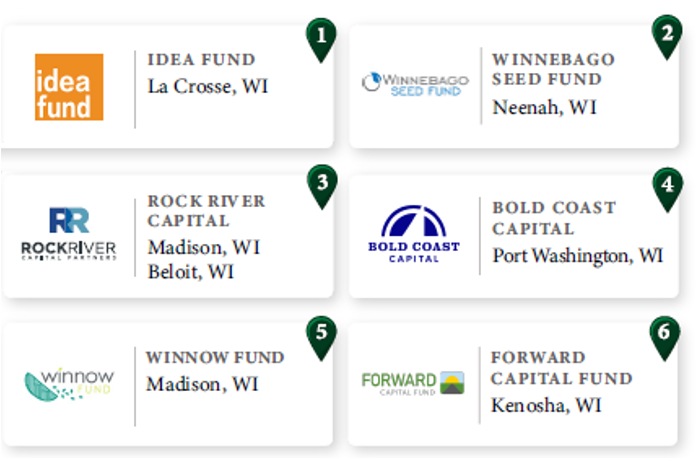 1
idea
fund
IDEA FUND
La Crosse, WI
2
WINNEBAGO
SEED FUND
WINNEBAGO
SEED FUND
Neenah, WI
3
RR
ROCKRIVER
CAPITAL PARTNERS
ROCK RIVER
CAPITAL
Madison, WI
Beloit, WI
4
BOLD COAST
CAPITAL
BOLD COAST
CAPITAL
Port Washington, WI
5
winnow
FUND
WINNOW FUND
Madison, WI
6
FORWARD
CAPITAL FUND
FORWARD
CAPITAL FUND
Kenosha, WI